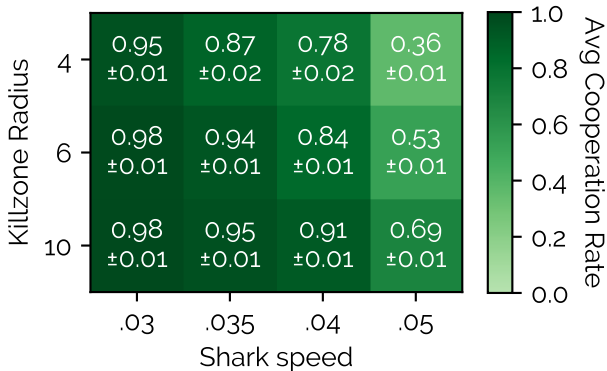 Killzone Radius
4
6
10
0.95 0.87 0.78 0.36
±0.01 ±0.02 ±0.02 ±0.01
0.98 0.94 0.84 0.53
±0.01 ±0.01 ±0.01 ±0.01
0.98 0.95 0.91 0.69
±0.01 ±0.01 ±0.01 ±0.01
.03 .035 .04 .05
Shark speed
1.0
0.8
0.6
0.4
0.2
0.0
Avg Cooperation Rate